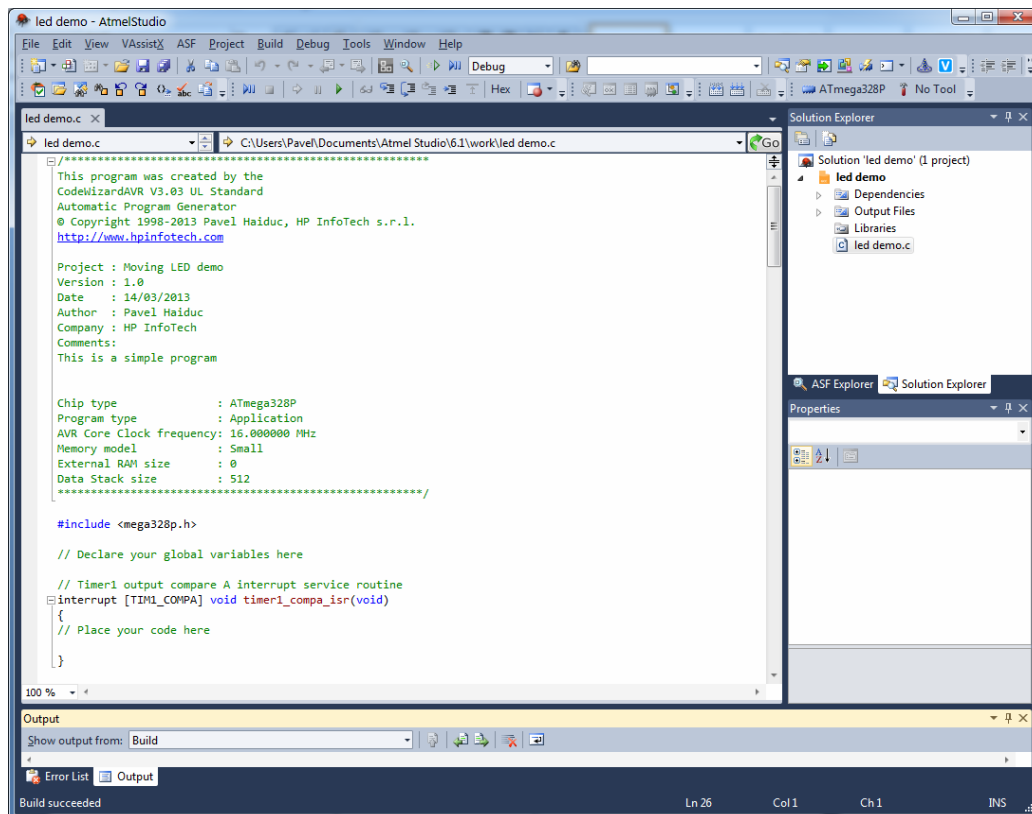 led demo - AtmelStudio
File Edit View VAssistX ASF Project Build Debug Tools Window Help
Debug
Hex ATmega328P No Tool
led demo.c
led demo.c C:\Users\Pavel\Documents\Atmel Studio\6.1\work\led demo.c Go
/*******************************************************
This program was created by the
CodeWizardAVR V3.03 UL Standard
Automatic Program Generator
© Copyright 1998-2013 Pavel Haiduc, HP InfoTech s.r.l.
http://www.hpinfotech.com
Project : Moving LED demo
Version : 1.0
Date    : 14/03/2013
Author  : Pavel Haiduc
Company : HP InfoTech
Comments:
This is a simple program
Chip type               : ATmega328P
Program type            : Application
AVR Core Clock frequency: 16.000000 MHz
Memory model            : Small
External RAM size       : 0
Data Stack size         : 512
*******************************************************/
#include <mega328p.h>
// Declare your global variables here
// Timer1 output compare A interrupt service routine
interrupt [TIM1_COMPA] void timer1_compa_isr(void)
{
// Place your code here
}
100 %
Solution Explorer
Solution 'led demo' (1 project)
led demo
Dependencies
Output Files
Libraries
led demo.c
ASF Explorer Solution Explorer
Properties
Output
Show output from: Build
Error List Output
Build succeeded Ln 26 Col 1 Ch 1 INS